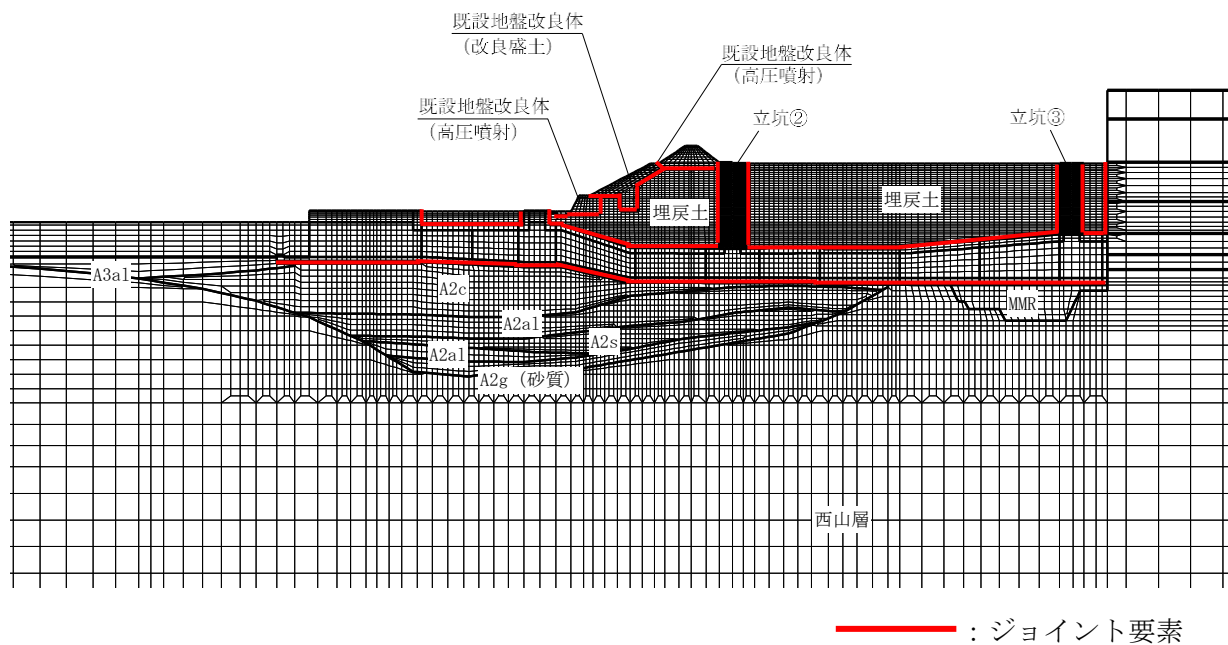 既設地盤改良体
(改良盛土)
既設地盤改良体
(高圧噴射)
既設地盤改良体
(高圧噴射)
立坑②
立坑③
埋戻土
埋戻土
A3al
A2c
MMR
A2al
A2s
A2al
A2g（砂質）
西山層
：ジョイント要素